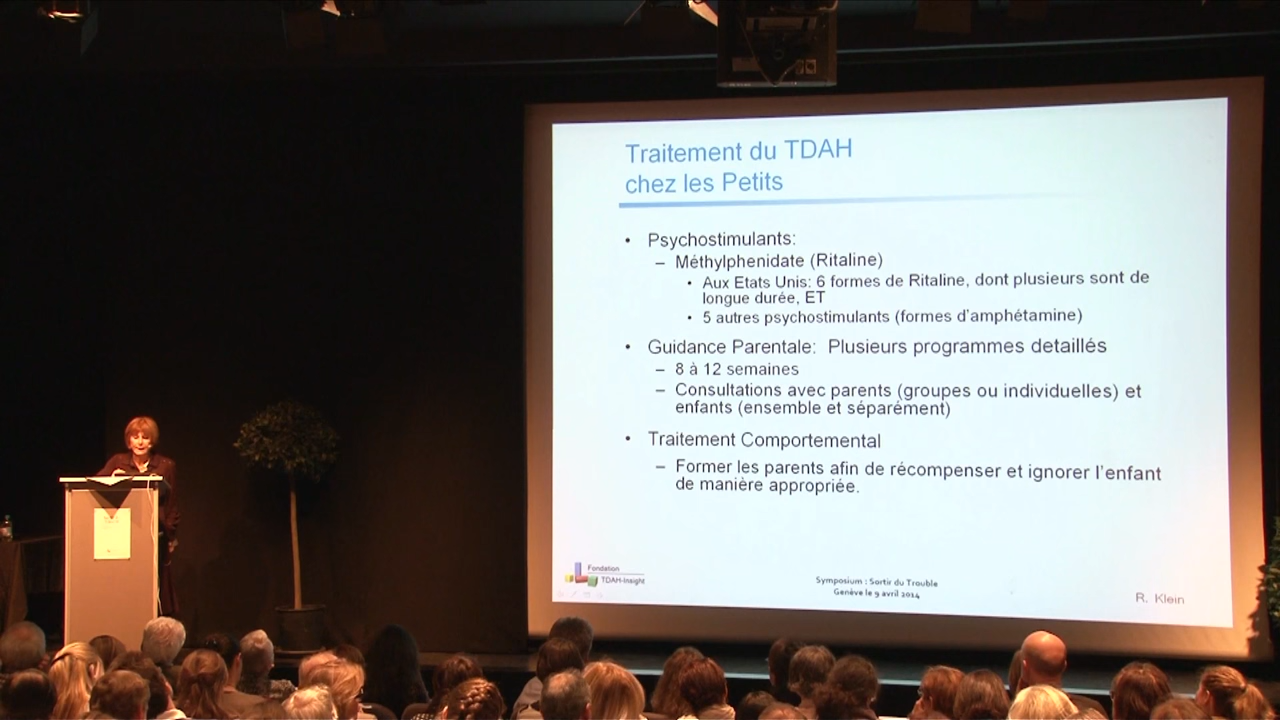 Traitement du TDAH
chez les Petits
• Psychostimulants:
– Méthylphenidate (Ritaline)
• Aux Etats Unis: 6 formes de Ritaline, dont plusieurs sont de
longue durée, ET
• 5 autres psychostimulants (formes d'amphétamine)
• Guidance Parentale: Plusieurs programmes detaillés
– 8 à 12 semaines
– Consultations avec parents (groupes ou individuelles) et
enfants (ensemble et séparément)
• Traitement Comportemental
– Former les parents afin de récompenser et ignorer l'enfant
de manière appropriée.
Fondation
TDAH-Insight
Symposium : Sortir du Trouble
Genève le 9 avril 2014
R. Klein